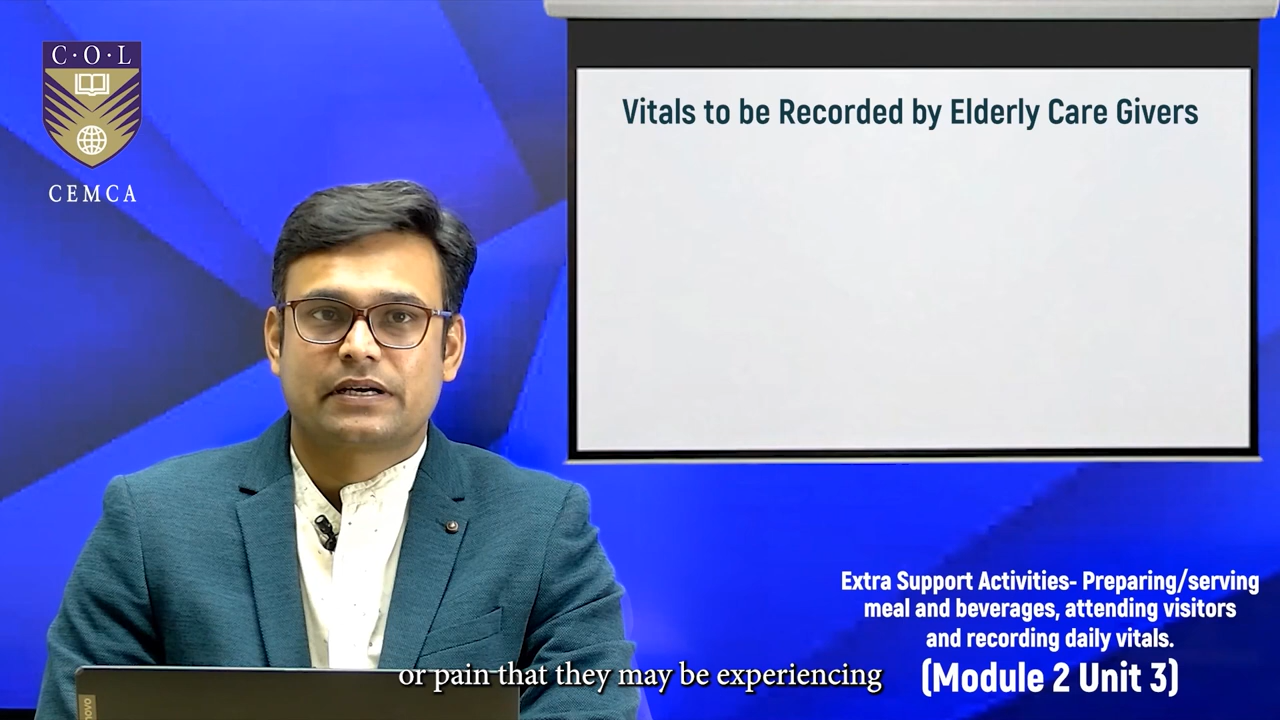 C·O·L
CEMCA
Vitals to be Recorded by Elderly Care Givers
Extra Support Activities- Preparing/serving
meal and beverages, attending visitors
and recording daily vitals.
(Module 2 Unit 3)
or pain that they may be experiencing